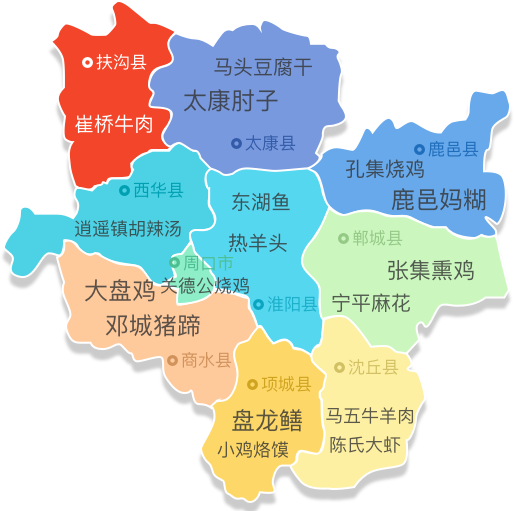 扶沟县
崔桥牛肉
马头豆腐干
太康肘子
太康县
鹿邑县
孔集烧鸡
鹿邑妈糊
西华县
逍遥镇胡辣汤
东湖鱼
热羊头
淮阳县
周口市
关德公烧鸡
郸城县
张集熏鸡
宁平麻花
大盘鸡
邓城猪蹄
商水县
项城县
盘龙鳝
小鸡烙馍
沈丘县
马五牛羊肉
陈氏大虾